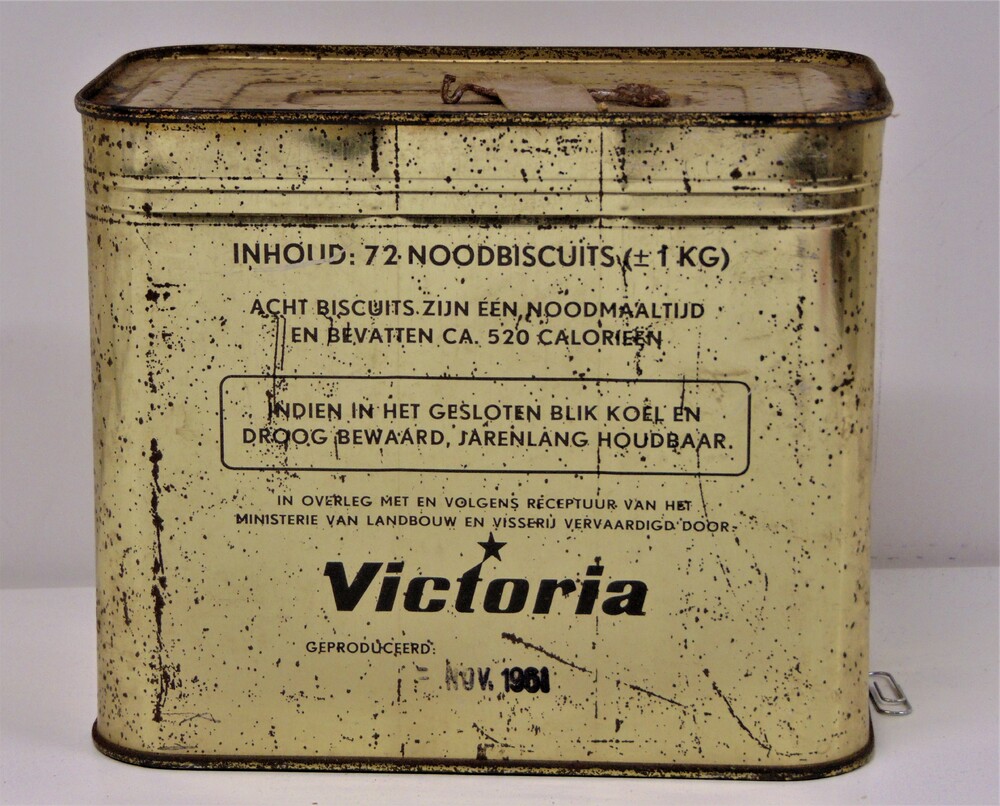 INHOUD: 72 NOODBISCUITS (± 1 KG)
ACHT BISCUITS ZIJN EEN NOODMAALTIJD
EN BEVATTEN CA. 520 CALORIEËN
INDIEN IN HET GESLOTEN BLIK KOEL EN
DROOG BEWAARD, JARENLANG HOUDBAAR.
IN OVERLEG MET EN VOLGENS RECEPTUUR VAN HET
MINISTERIE VAN LANDBOUW EN VISSERIJ VERVAARDIGD DOOR:
Victoria
GEPRODUCEERD:
NOV. 1961